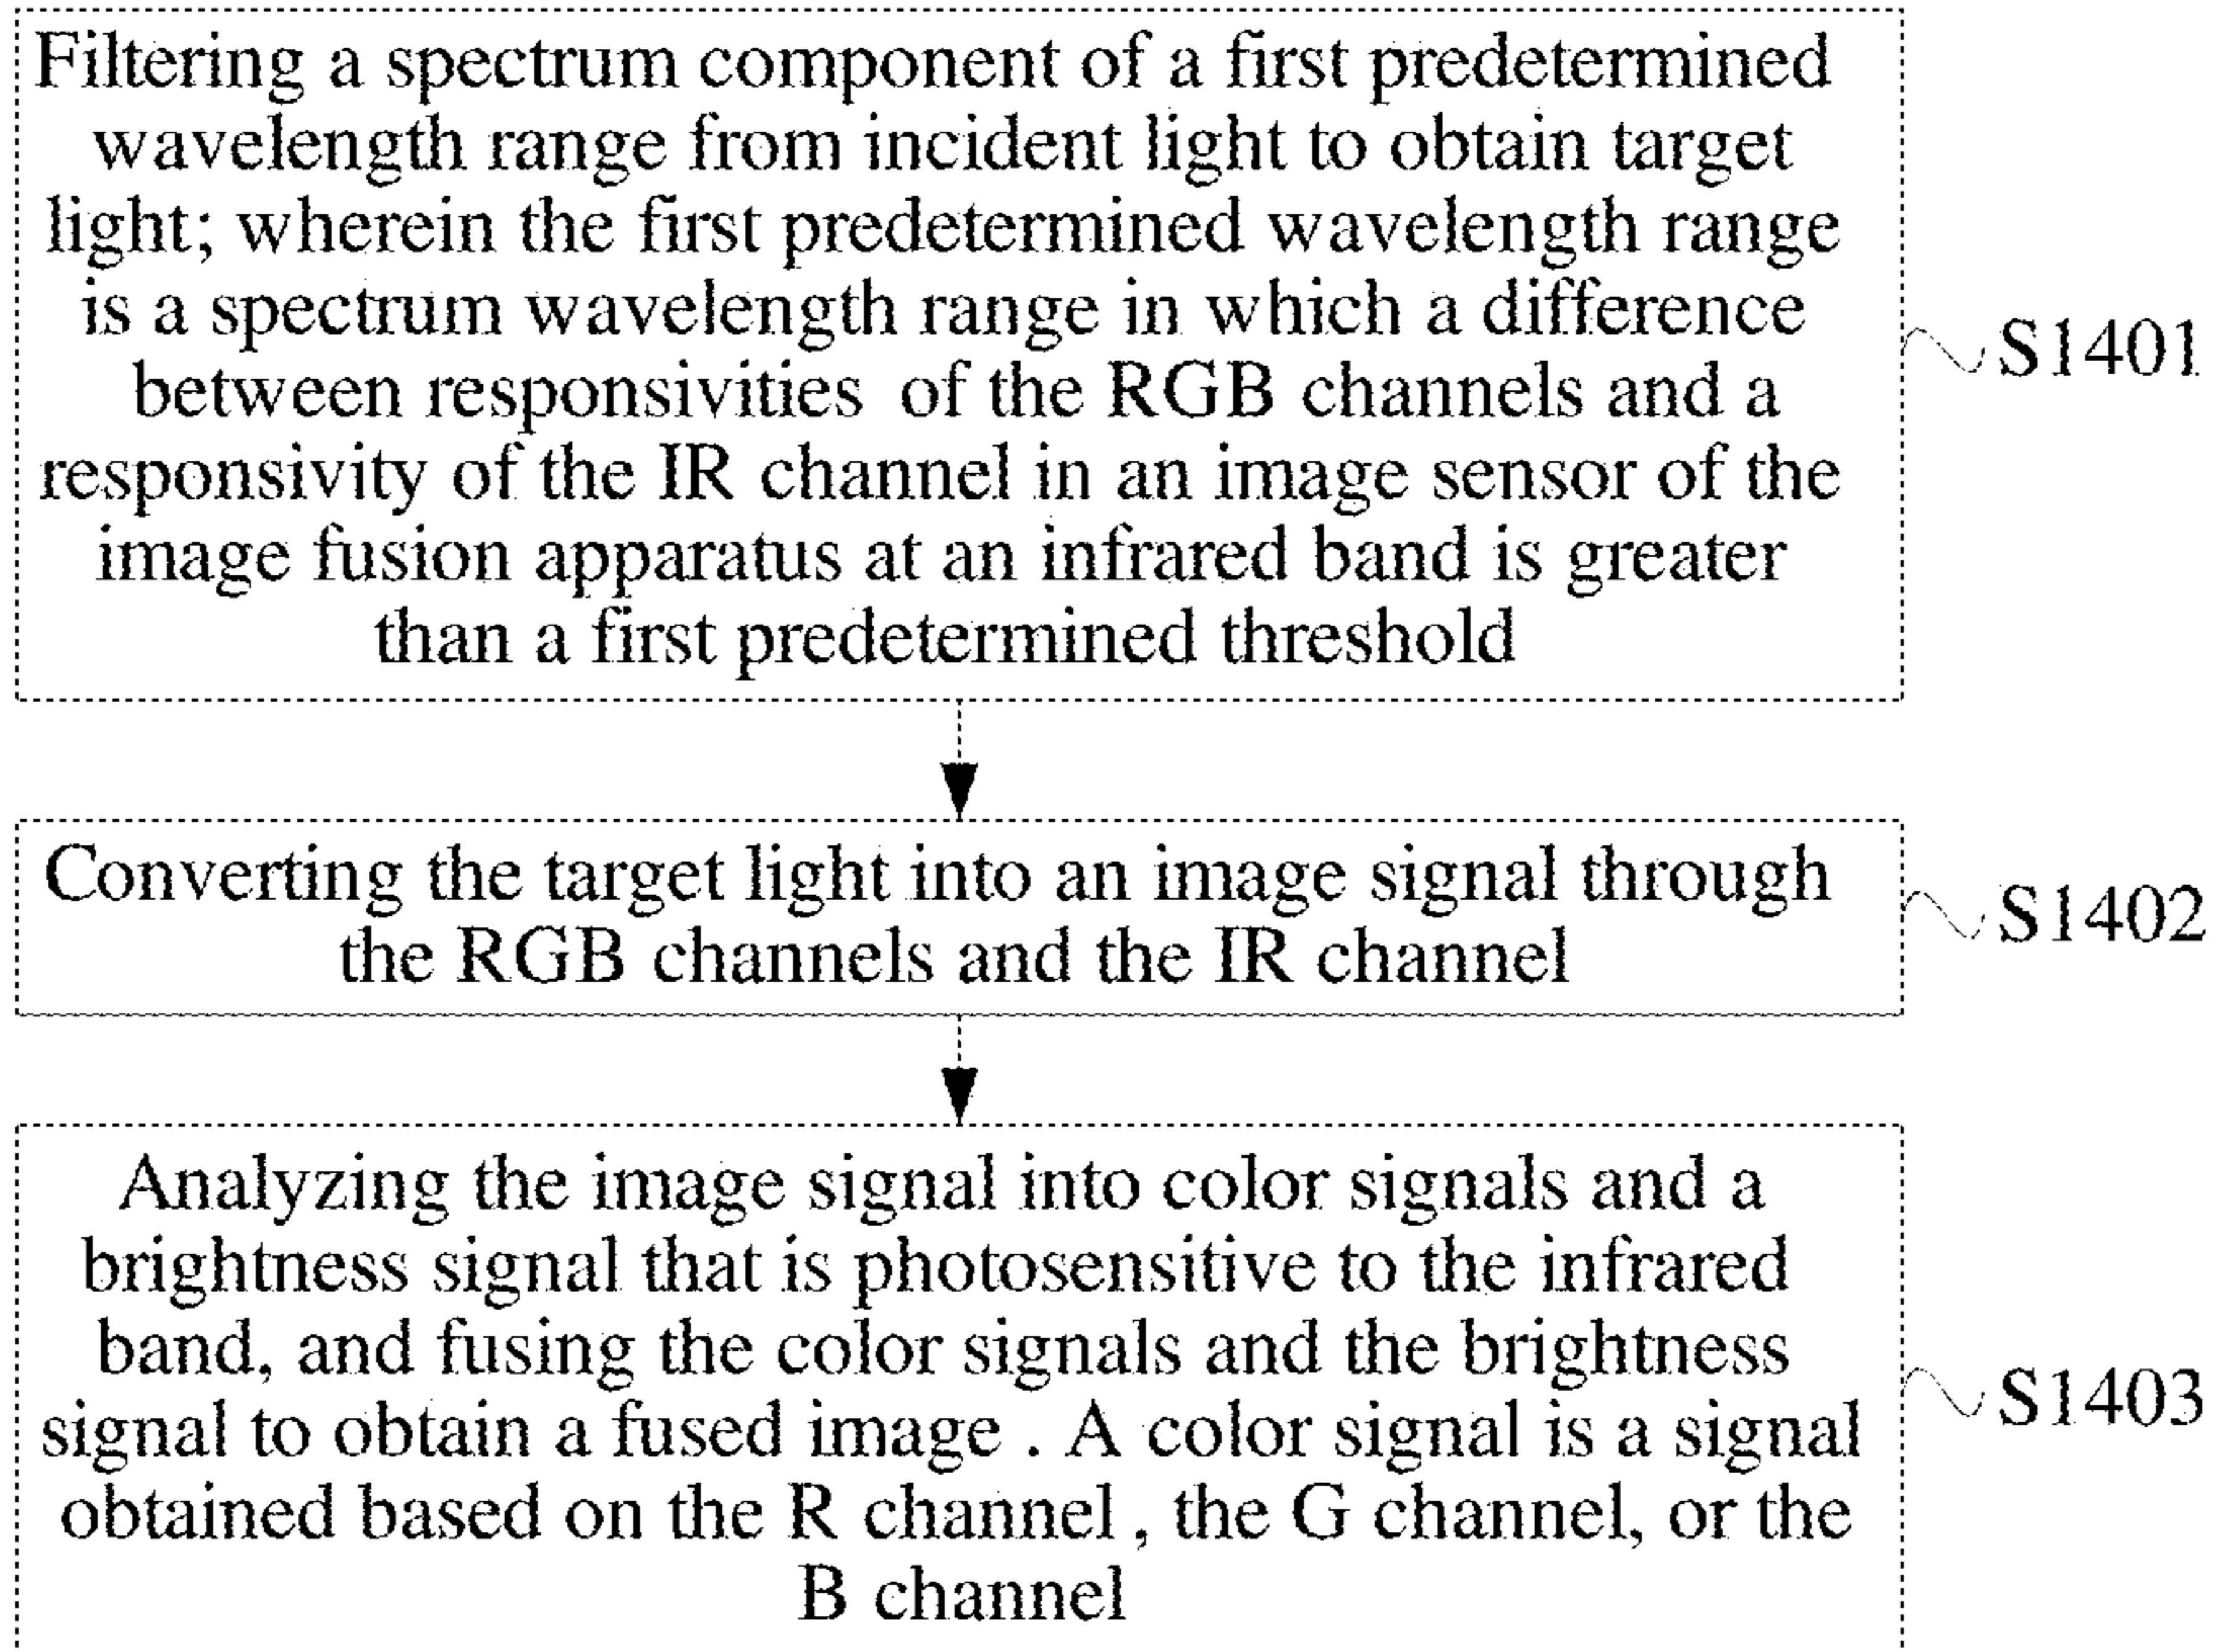 Filtering a spectrum component of a first predetermined
wavelength range from incident light to obtain target
light; wherein the first predetermined wavelength range
is a spectrum wavelength range in which a difference
between responsivities of the RGB channels and a
responsivity of the IR channel in an image sensor of the
image fusion apparatus at an infrared band is greater
than a first predetermined threshold
S1401
Converting the target light into an image signal through
the RGB channels and the IR channel
S1402
Analyzing the image signal into color signals and a
brightness signal that is photosensitive to the infrared
band, and fusing the color signals and the brightness
signal to obtain a fused image . A color signal is a signal
obtained based on the R channel , the G channel, or the
B channel
S1403